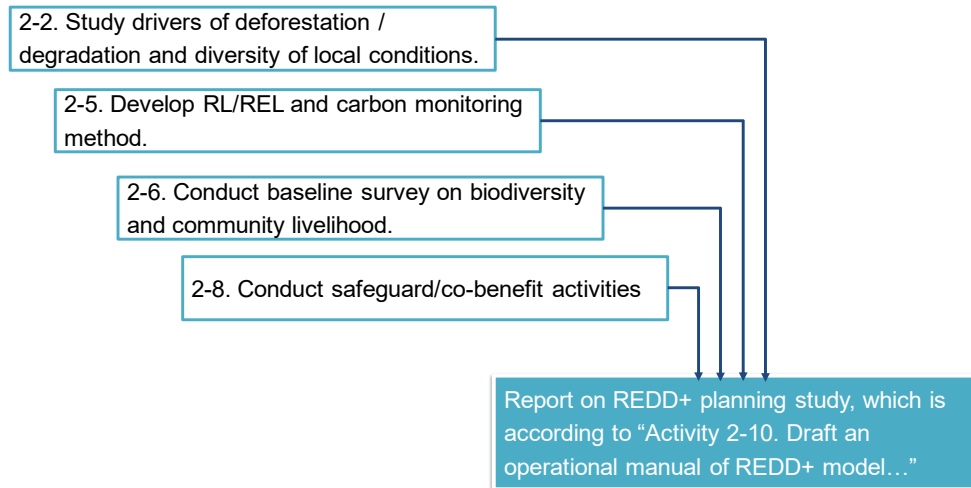 2-2. Study drivers of deforestation /
degradation and diversity of local conditions.
2-5. Develop RL/REL and carbon monitoring
method.
2-6. Conduct baseline survey on biodiversity
and community livelihood.
2-8. Conduct safeguard/co-benefit activities
Report on REDD+ planning study, which is
according to “Activity 2-10. Draft an
operational manual of REDD+ model…”